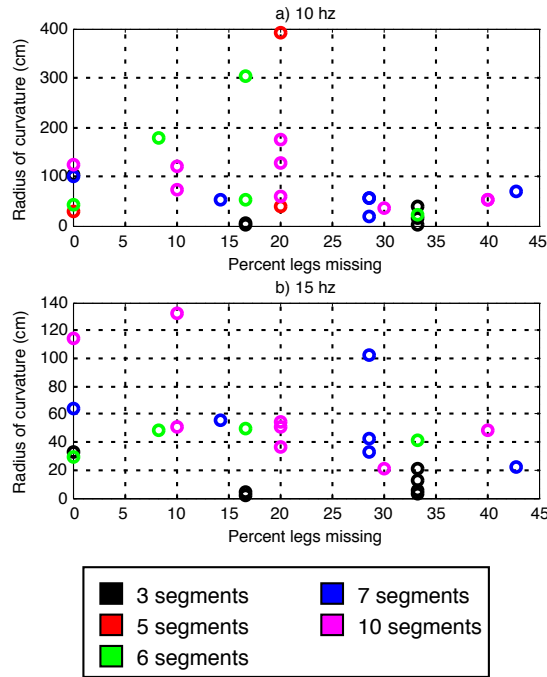 a) 10 hz
Radius of curvature (cm)
400
300
200
100
0
0 5 10 15 20 25 30 35 40 45
Percent legs missing
b) 15 hz
Radius of curvature (cm)
140
120
100
80
60
40
20
0
0 5 10 15 20 25 30 35 40 45
Percent legs missing
3 segments
5 segments
6 segments
7 segments
10 segments